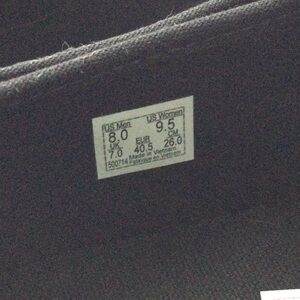 US Men US Women
8.0 9.5
UK EUR CM
7.0 40.5 26.0
500714 Made in Vietnam
Fabriqué en Vietnam